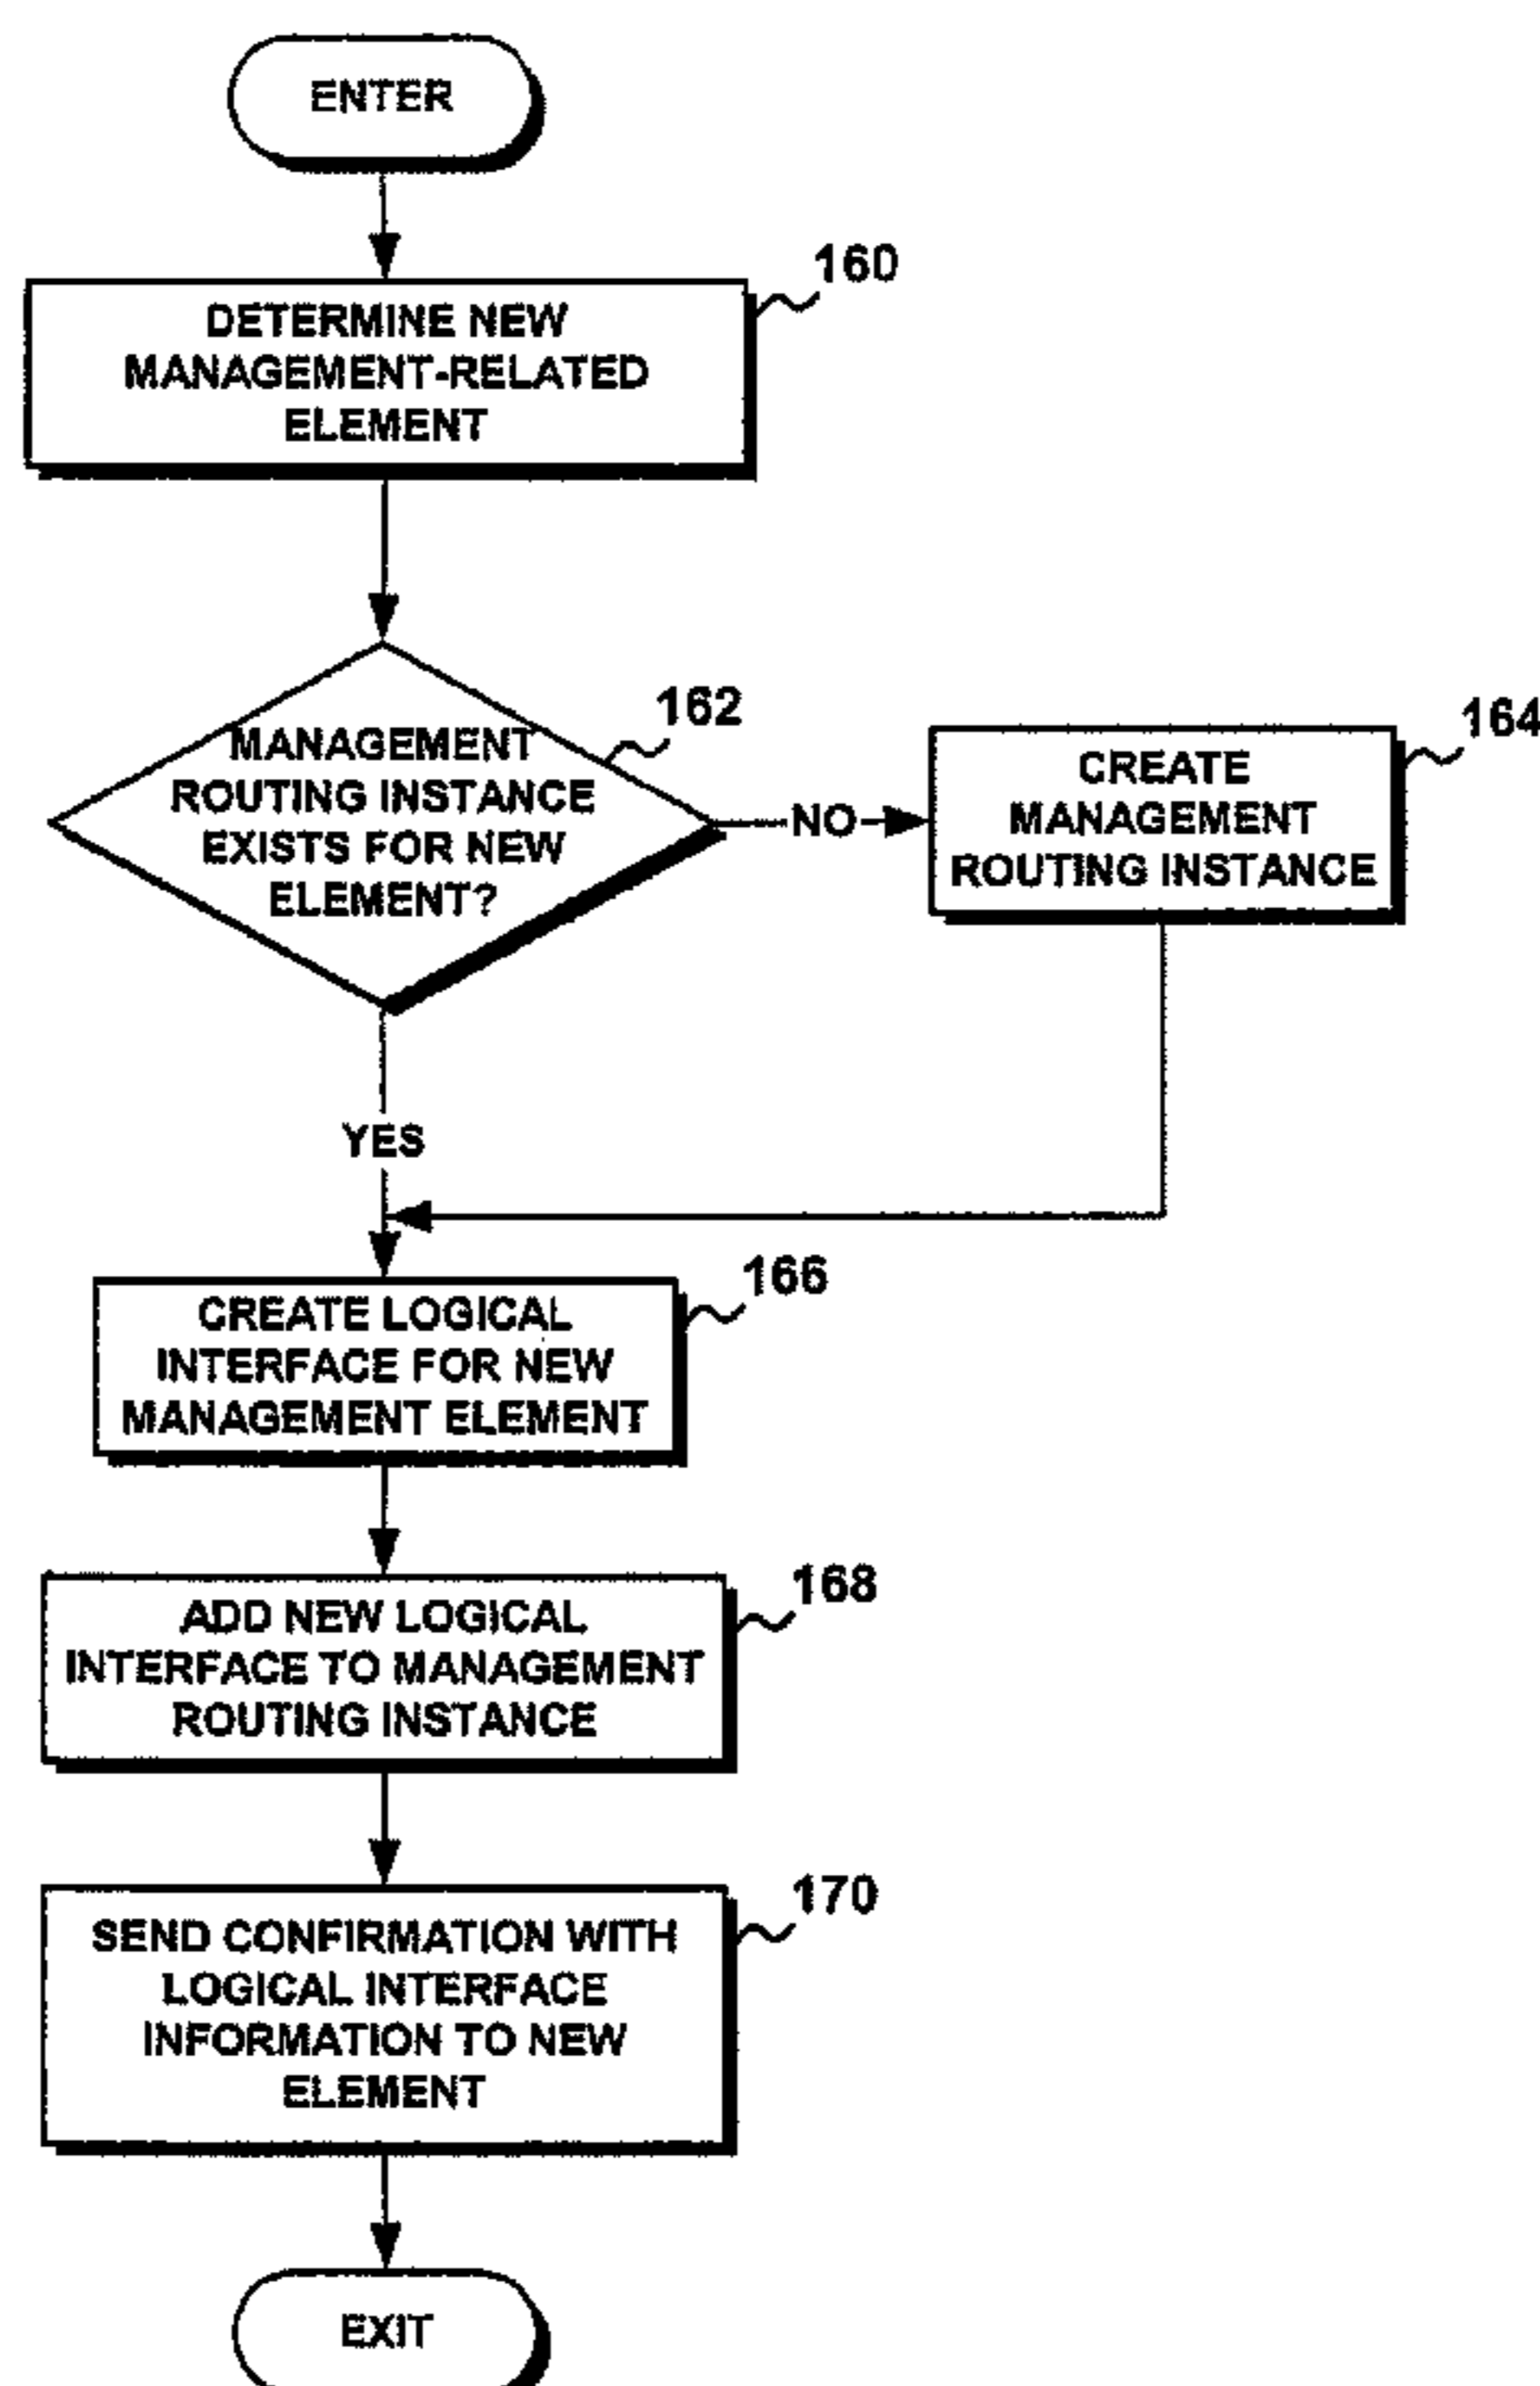 ENTER
160
DETERMINE NEW
MANAGEMENT-RELATED
ELEMENT
162
MANAGEMENT
ROUTING INSTANCE
EXISTS FOR NEW
ELEMENT?
NO
164
CREATE
MANAGEMENT
ROUTING INSTANCE
YES
166
CREATE LOGICAL
INTERFACE FOR NEW
MANAGEMENT ELEMENT
168
ADD NEW LOGICAL
INTERFACE TO MANAGEMENT
ROUTING INSTANCE
170
SEND CONFIRMATION WITH
LOGICAL INTERFACE
INFORMATION TO NEW
ELEMENT
EXIT